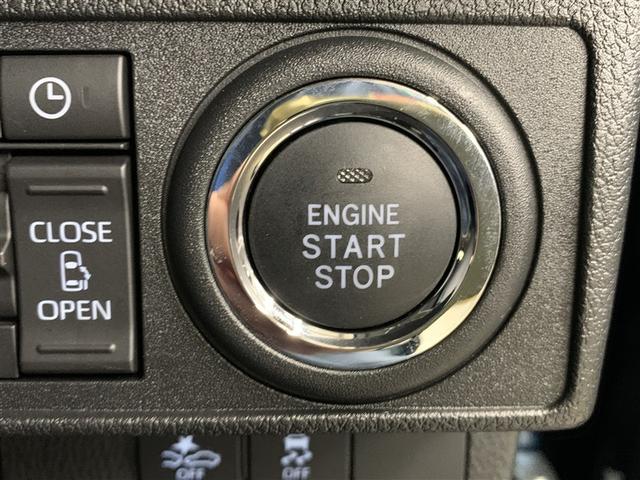 CLOSE
OPEN
ENGINE
START
STOP
OFF
OFF